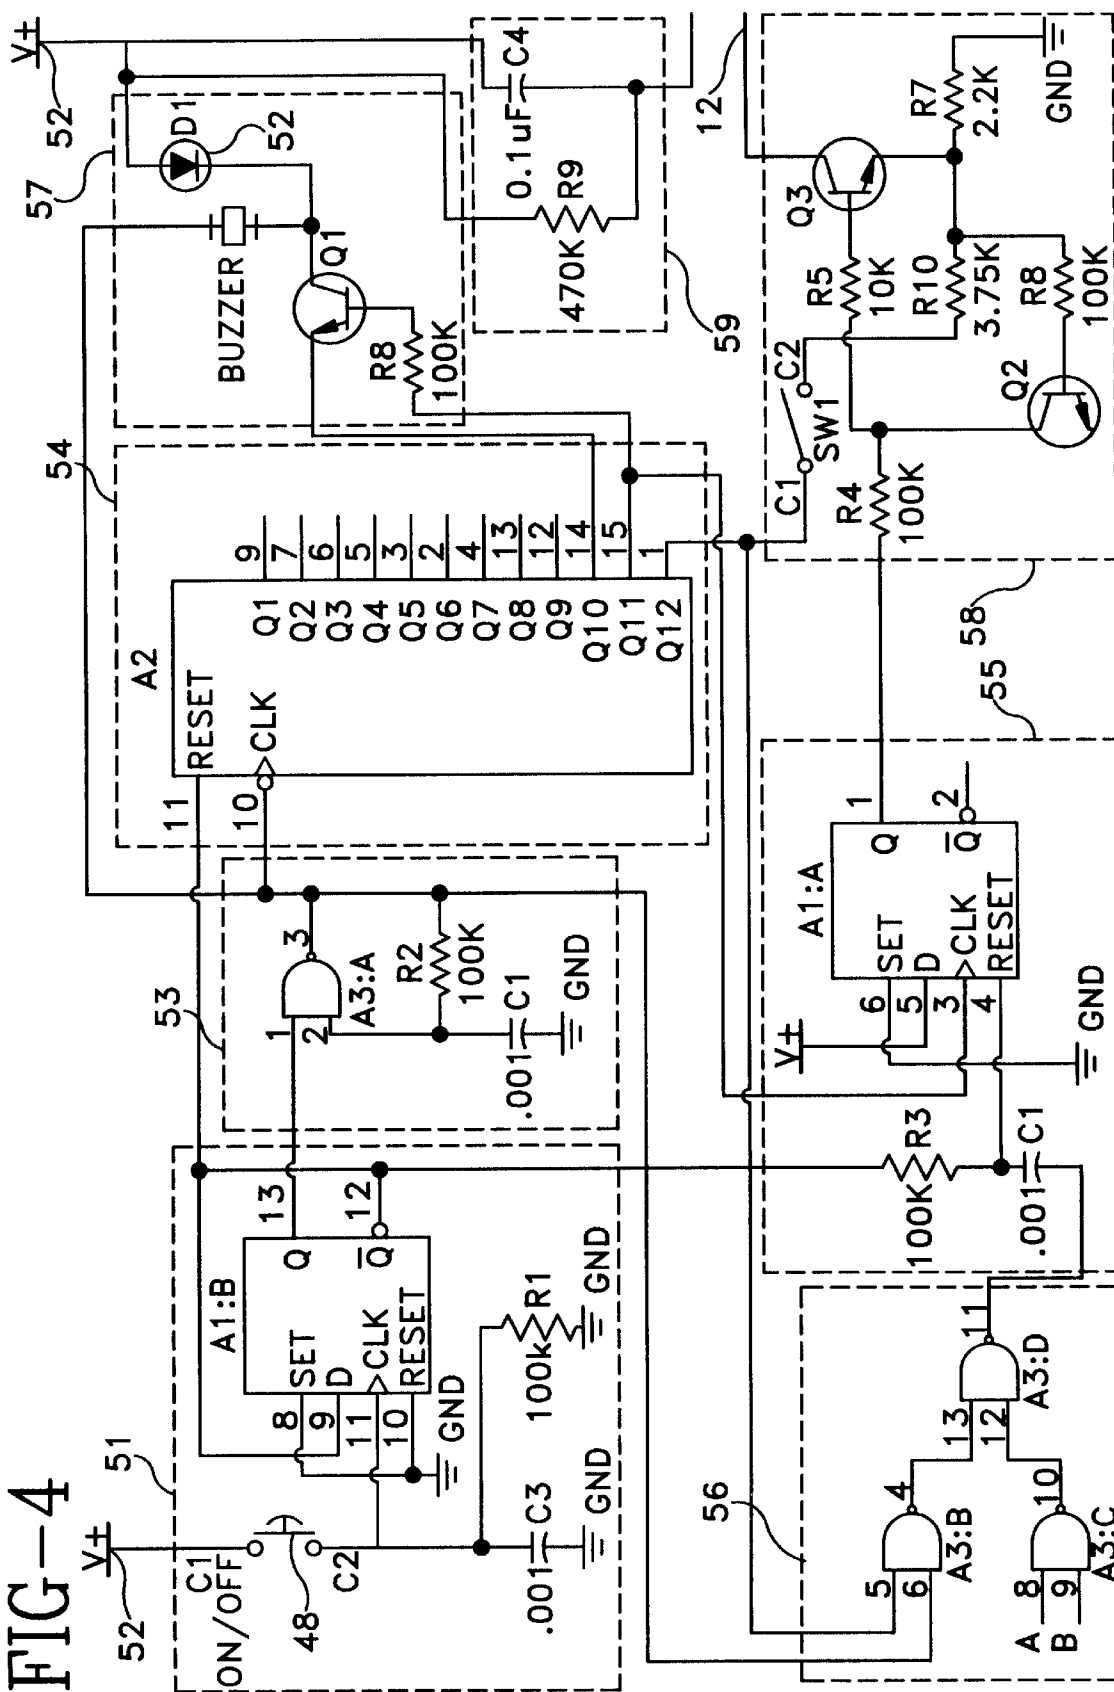 FIG-4
V+
52
C1
ON/OFF
48
C2
51
A1:B
8
SET
9
D
11
CLK
10
RESET
Q
13
Q
12
GND
.001
C3
GND
100k
R1
GND
53
1
2
3
A3:A
R2
100K
.001
C1
GND
54
A2
11
RESET
10
CLK
Q1
9
Q2
7
Q3
6
Q4
5
Q5
3
Q6
2
Q7
4
Q8
13
Q9
12
Q10
14
Q11
15
Q12
1
57
BUZZER
D1
52
Q1
R8
100K
V+
52
0.1uF
C4
470K
R9
59
56
5
6
4
A3:B
A
8
B
9
10
A3:C
13
12
11
A3:D
55
100K
R3
.001
C1
V+
GND
A1:A
6
SET
5
D
3
CLK
4
RESET
Q
1
Q
2
58
R4
100K
C1
SW1
C2
R5
10K
Q3
R10
3.75K
R8
100K
Q2
12
R7
2.2K
GND